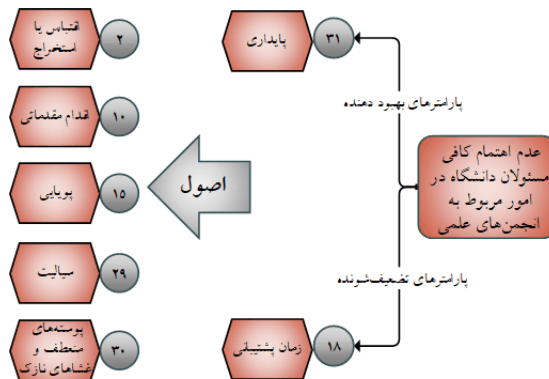 عدم اهتمام کافی
مسئولان دانشگاه در
امور مربوط به
انجمن‌های علمی
پارامترهای بهبود دهنده
۳۱
پایداری
پارامترهای تضعیف‌شونده
۱۸
زمان پشتیبانی
اصول
۲
اقتباس یا
استخراج
۱۰
اقدام مقدماتی
۱۵
پویایی
۲۹
سیالیت
۳۰
پوسته‌های
منعطف و
غشاهای نازک